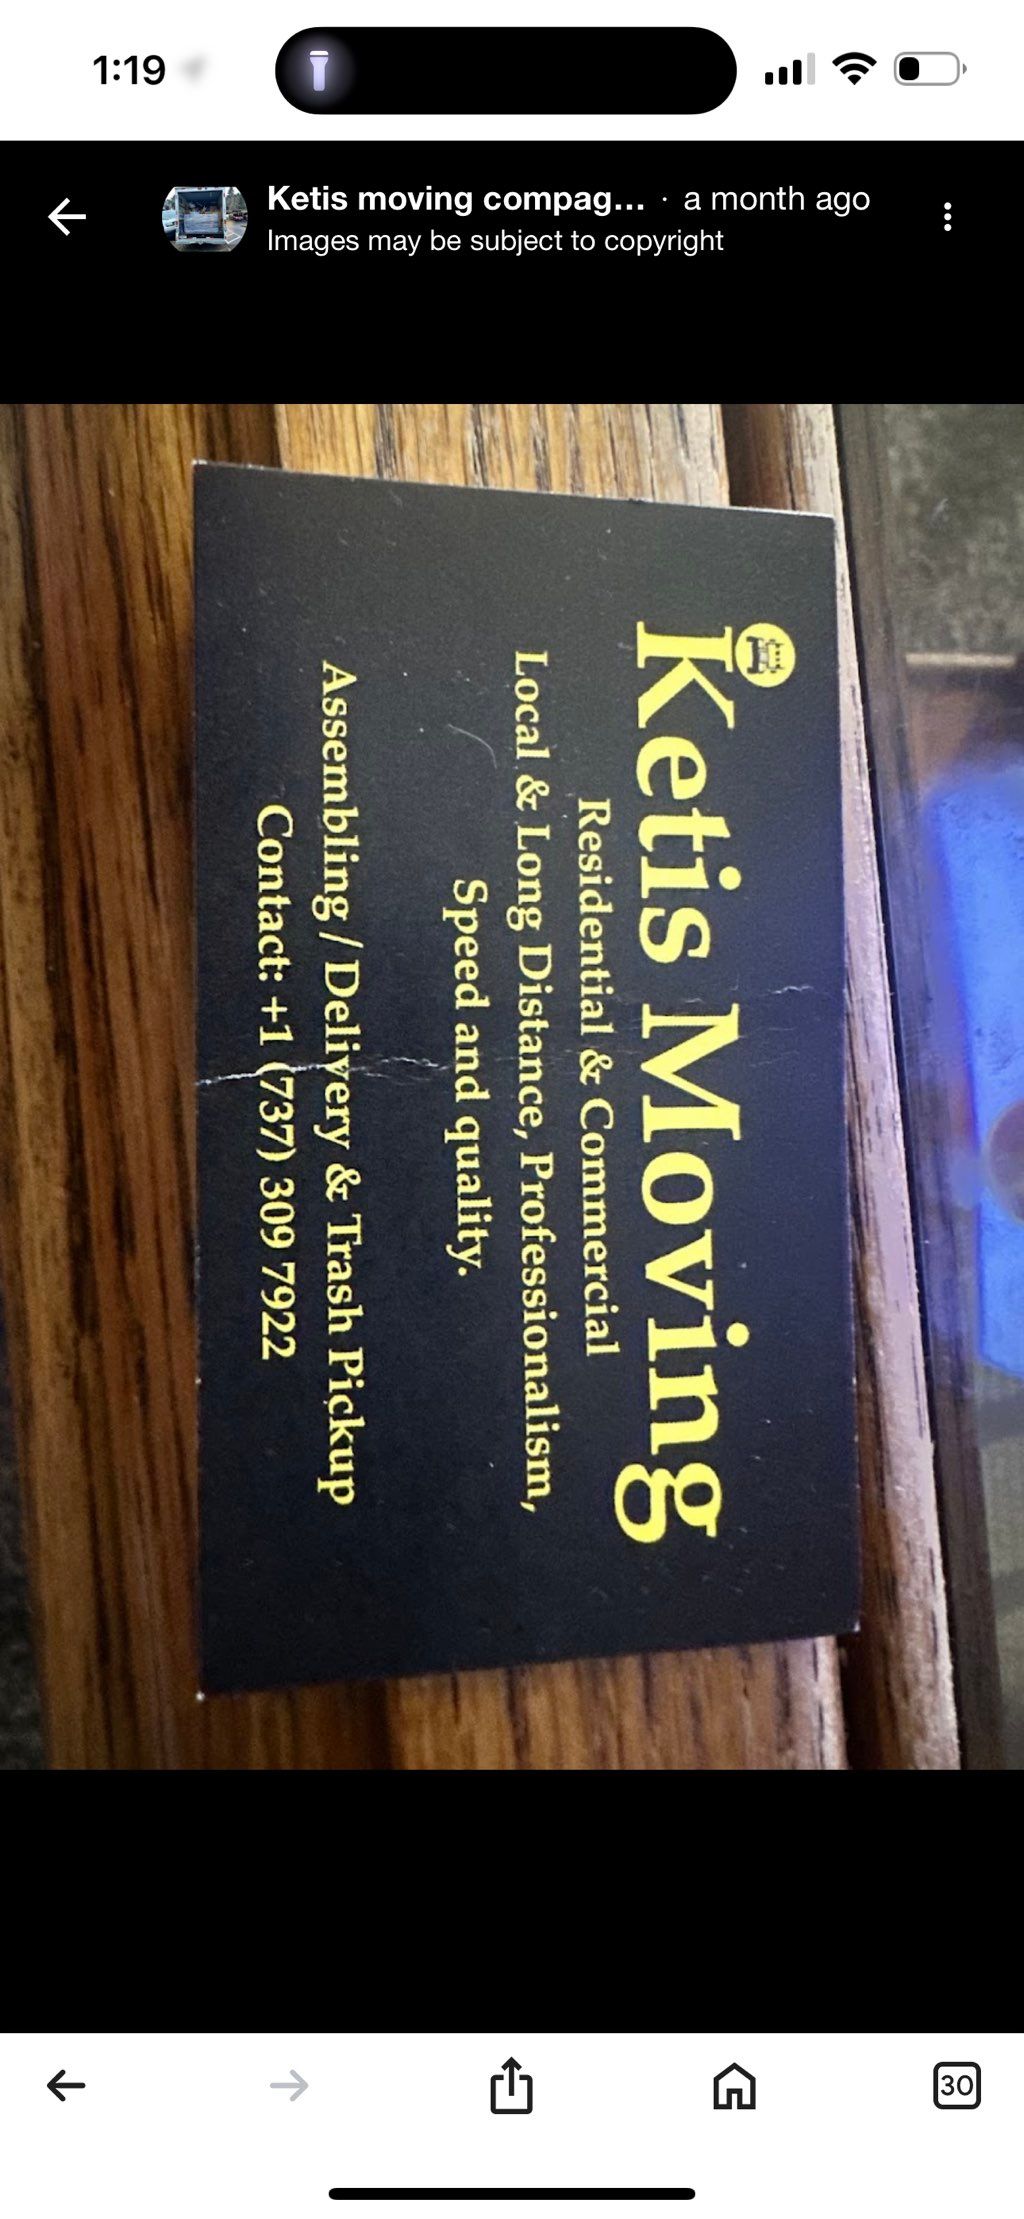 1:19
Ketis moving compag... · a month ago
Images may be subject to copyright
Ketis Moving
Residential & Commercial
Local & Long Distance, Professionalism,
Speed and quality.
Assembling / Delivery & Trash Pickup
Contact: +1 (737) 309 7922
30